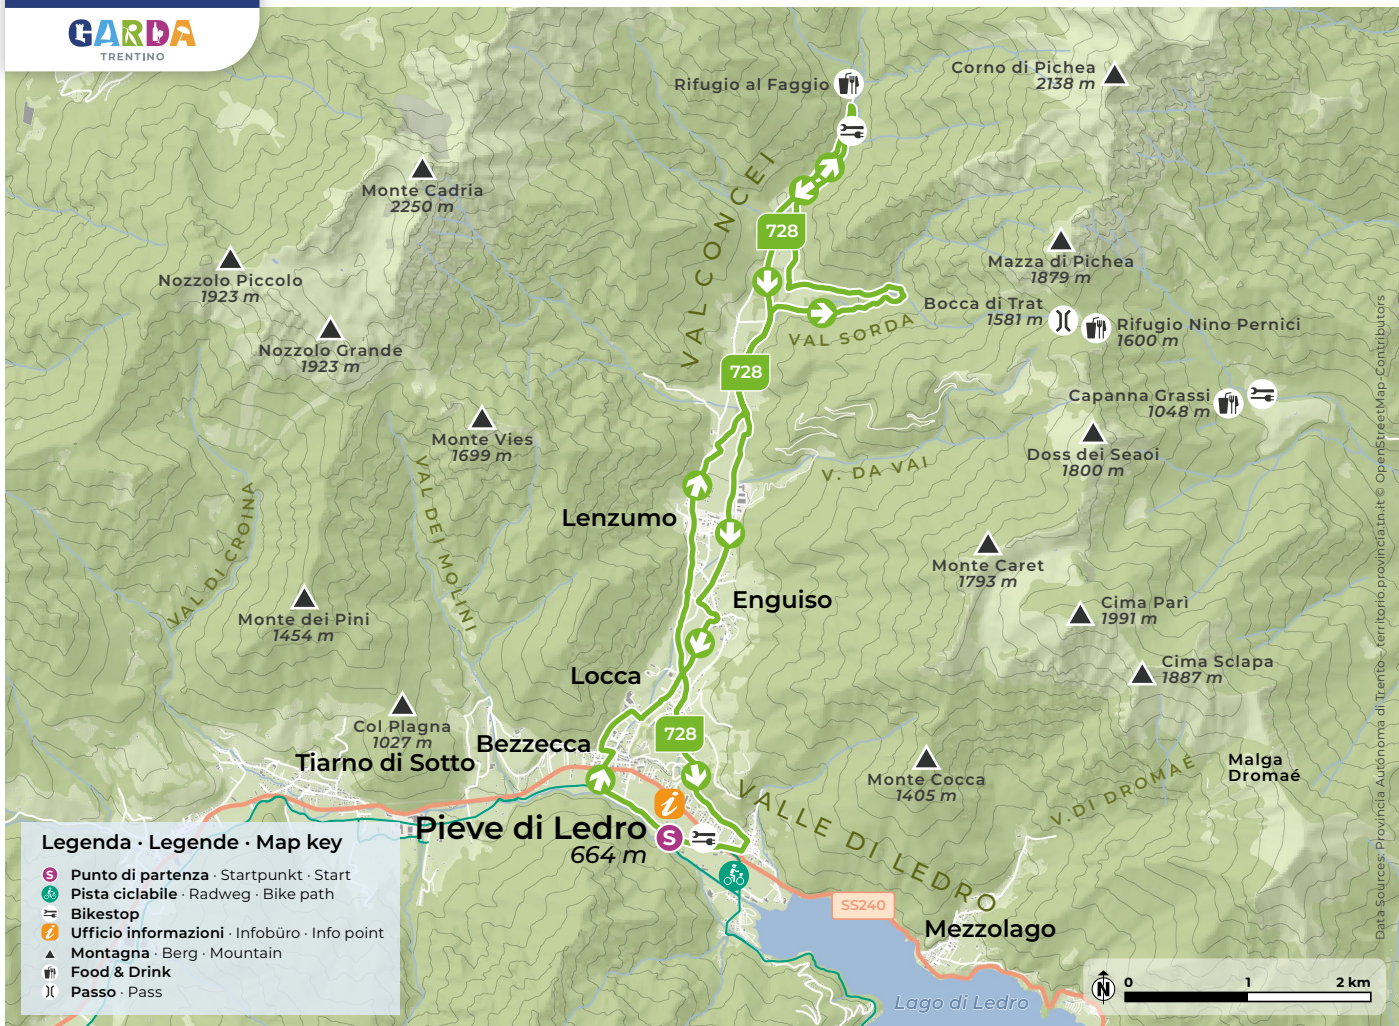 GARDA
TRENTINO
Rifugio al Faggio
Corno di Pichea
2138 m
Monte Cadria
2250 m
VAL CONCEI
728
Nozzolo Piccolo
1923 m
Mazza di Pichea
1879 m
Bocca di Trat
1581 m
Rifugio Nino Pernici
1600 m
VAL SORDA
Nozzolo Grande
1923 m
728
Capanna Grassi
1048 m
Monte Vies
1699 m
Doss dei Seaoi
1800 m
V. DA VAI
VAL DI CROINA
VAL DEI MOLINI
Lenzumo
Monte Caret
1793 m
Enguiso
Cima Parì
1991 m
Monte dei Pini
1454 m
Cima Sclapa
1887 m
Locca
Col Plagna
1027 m
728
Bezzecca
Tiarno di Sotto
Monte Cocca
1405 m
V. DI DROMAÉ
Malga
Dromaé
VALLE DI LEDRO
Pieve di Ledro
664 m
S
SS240
Mezzolago
Lago di Ledro
Legenda · Legende · Map key
S Punto di partenza · Startpunkt · Start
Pista ciclabile · Radweg · Bike path
Bikestop
i Ufficio informazioni · Infobüro · Info point
Montagna · Berg · Mountain
Food & Drink
Passo · Pass
N
0 1 2 km
Data Sources: Provincia Autonoma di Trento - territorio.provincia.tn.it © OpenStreetMap-Contributors